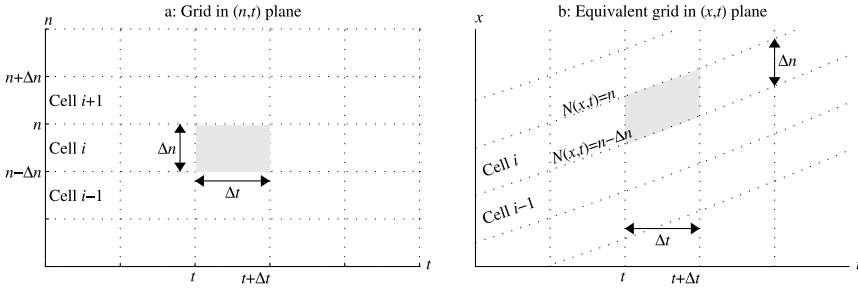 a: Grid in (n,t) plane
n
n+Δn
Cell i+1
n
Cell i
Δn
n−Δn
Cell i−1
Δt
t
t+Δt
t
b: Equivalent grid in (x,t) plane
x
Δn
N(x,t)=n
N(x,t)=n−Δn
Cell i
Cell i−1
Δt
t
t+Δt
t